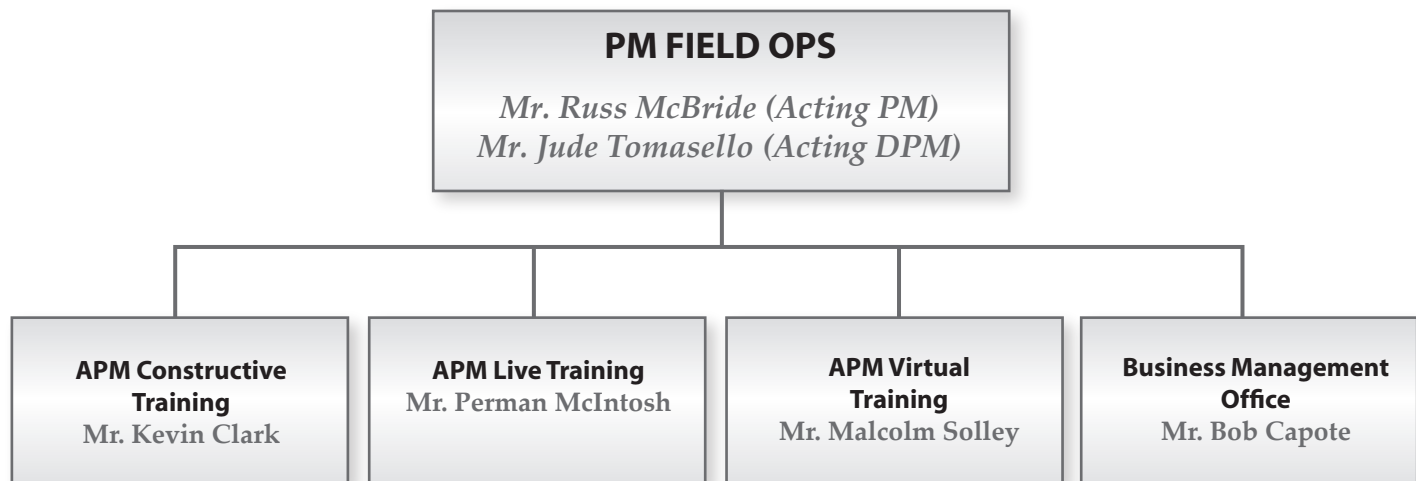 PM FIELD OPS
Mr. Russ McBride (Acting PM)
Mr. Jude Tomasello (Acting DPM)
APM Constructive
Training
Mr. Kevin Clark
APM Live Training
Mr. Perman McIntosh
APM Virtual
Training
Mr. Malcolm Solley
Business Management
Office
Mr. Bob Capote